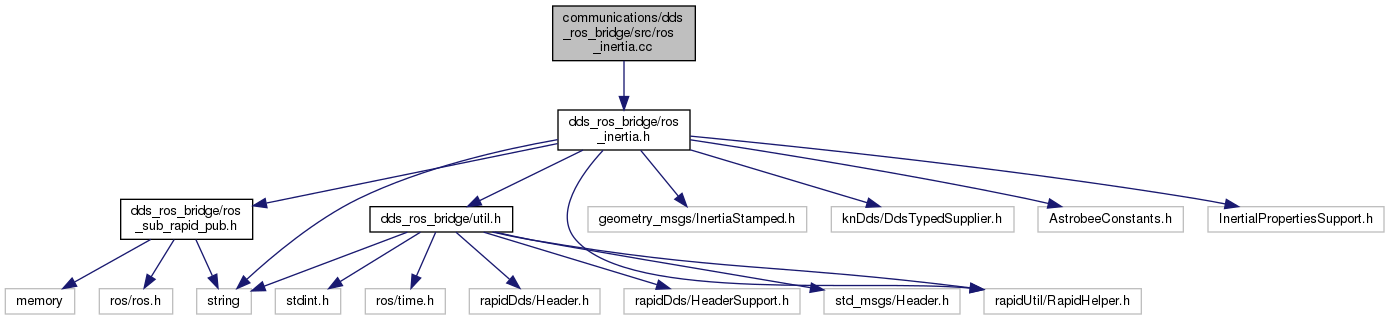 communications/dds
_ros_bridge/src/ros
_inertia.cc
dds_ros_bridge/ros
_inertia.h
dds_ros_bridge/ros
_sub_rapid_pub.h
dds_ros_bridge/util.h
geometry_msgs/InertiaStamped.h
knDds/DdsTypedSupplier.h
AstrobeeConstants.h
InertialPropertiesSupport.h
memory
ros/ros.h
string
stdint.h
ros/time.h
rapidDds/Header.h
rapidDds/HeaderSupport.h
std_msgs/Header.h
rapidUtil/RapidHelper.h